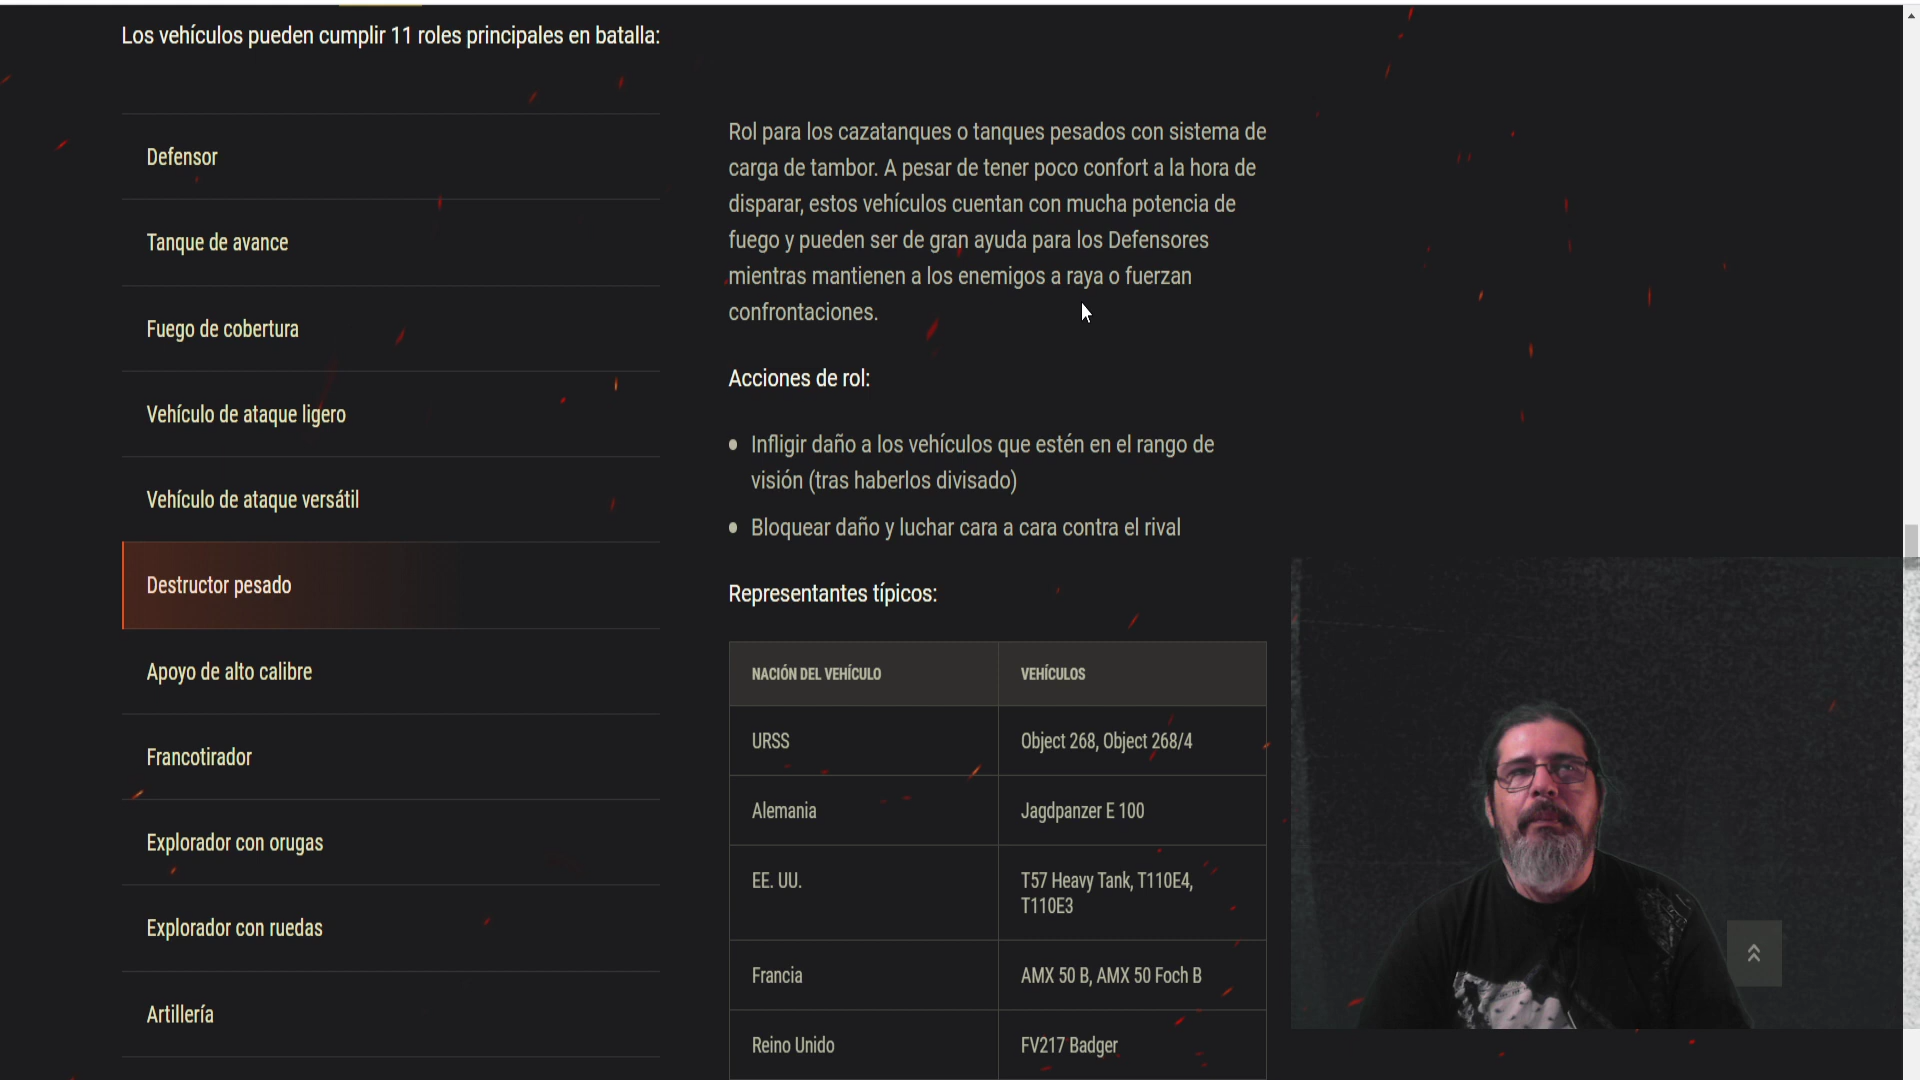 Los vehículos pueden cumplir 11 roles principales en batalla:
Defensor
Tanque de avance
Fuego de cobertura
Vehículo de ataque ligero
Vehículo de ataque versátil
Destructor pesado
Apoyo de alto calibre
Francotirador
Explorador con orugas
Explorador con ruedas
Artillería
Rol para los cazatanques o tanques pesados con sistema de
carga de tambor. A pesar de tener poco confort a la hora de
disparar, estos vehículos cuentan con mucha potencia de
fuego y pueden ser de gran ayuda para los Defensores
mientras mantienen a los enemigos a raya o fuerzan
confrontaciones.
Acciones de rol:
Infligir daño a los vehículos que estén en el rango de
visión (tras haberlos divisado)
Bloquear daño y luchar cara a cara contra el rival
Representantes típicos:
NACIÓN DEL VEHÍCULO VEHÍCULOS
URSS Object 268, Object 268/4
Alemania Jagdpanzer E 100
EE. UU. T57 Heavy Tank, T110E4,
T110E3
Francia AMX 50 B, AMX 50 Foch B
Reino Unido FV217 Badger